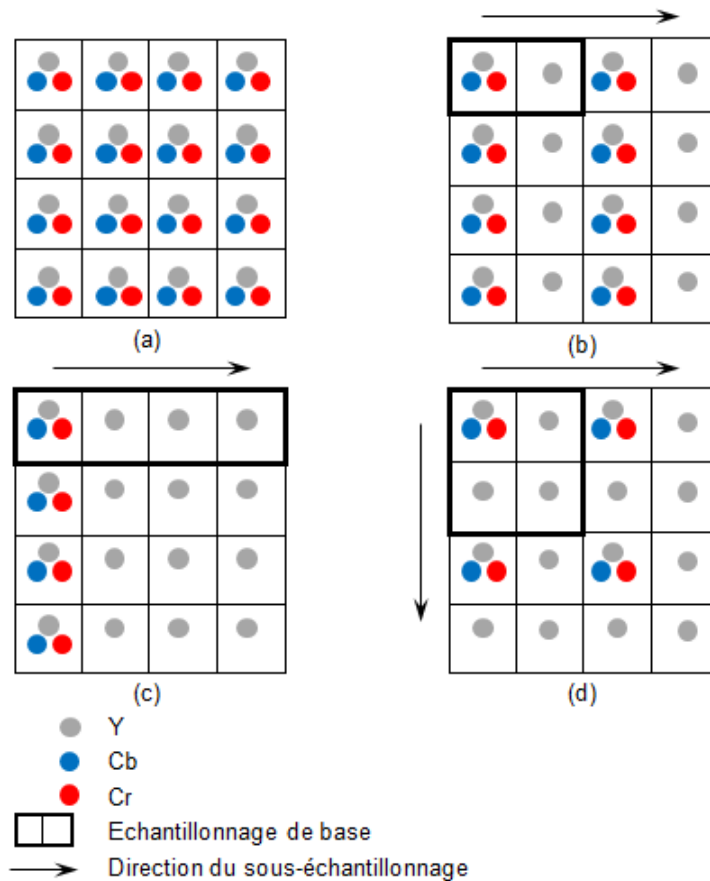 (a)
(b)
(c)
(d)
Y
Cb
Cr
Echantillonnage de base
Direction du sous-échantillonnage